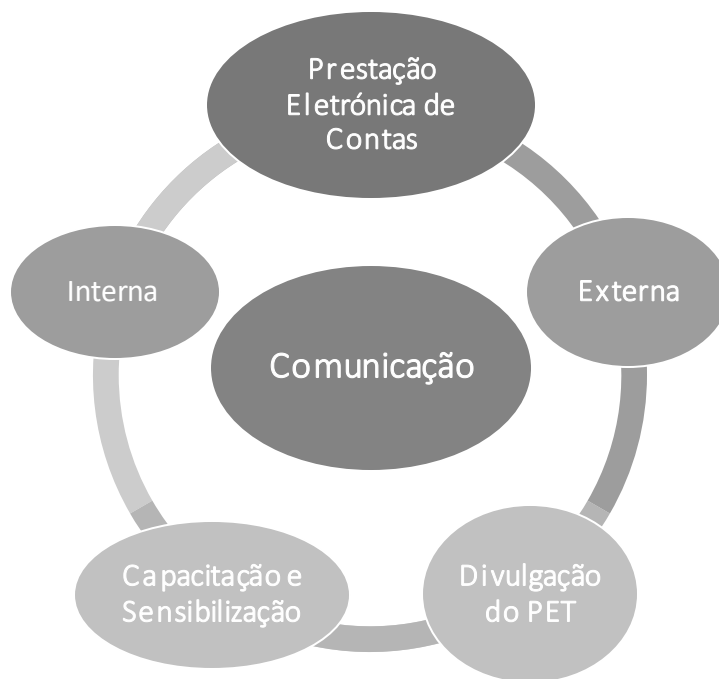 Prestação
Eletrónica de
Contas
Interna
Externa
Comunicação
Capacitação e
Sensibilização
Divulgação
do PET